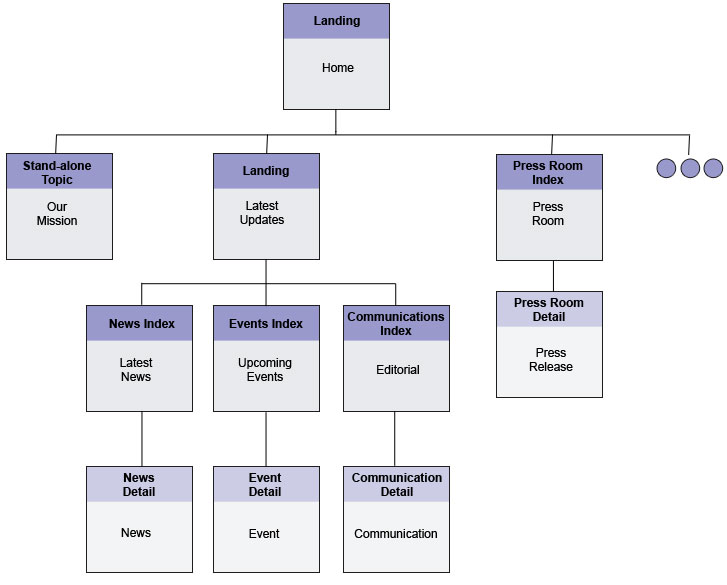 Landing
Home
Stand-alone
Topic
Our
Mission
Landing
Latest
Updates
Press Room
Index
Press
Room
News Index
Latest
News
Events Index
Upcoming
Events
Communications
Index
Editorial
Press Room
Detail
Press
Release
News
Detail
News
Event
Detail
Event
Communication
Detail
Communication